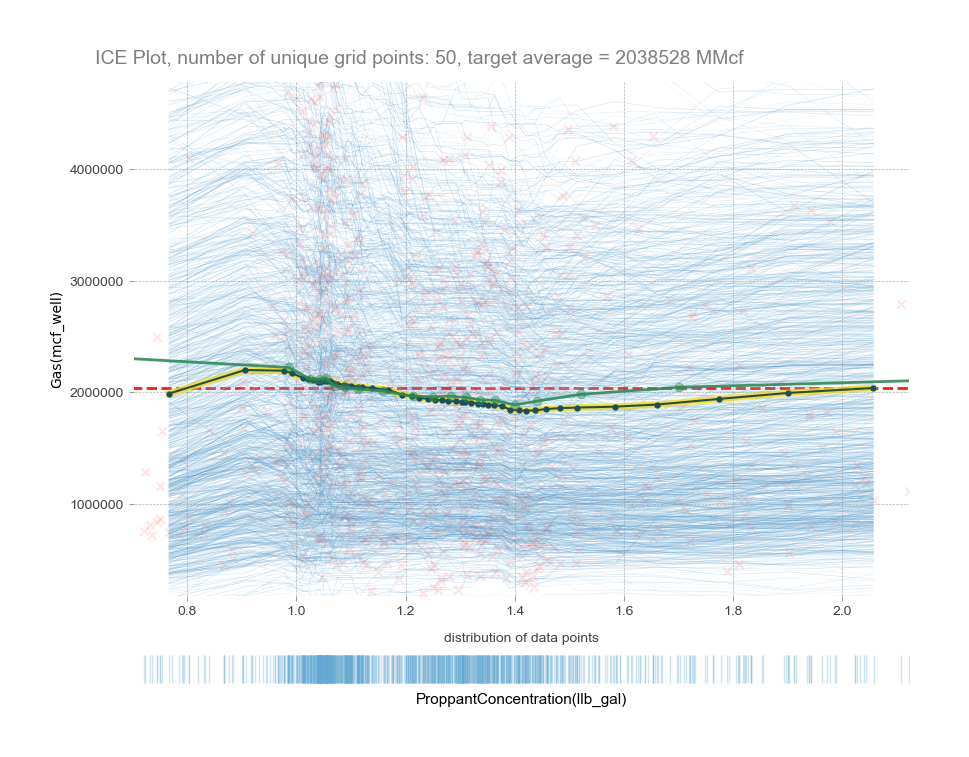 ICE Plot, number of unique grid points: 50, target average = 2038528 MMcf
4000000
3000000
2000000
1000000
Gas(mcf_well)
0.8 1.0 1.2 1.4 1.6 1.8 2.0
distribution of data points
ProppantConcentration(llb_gal)